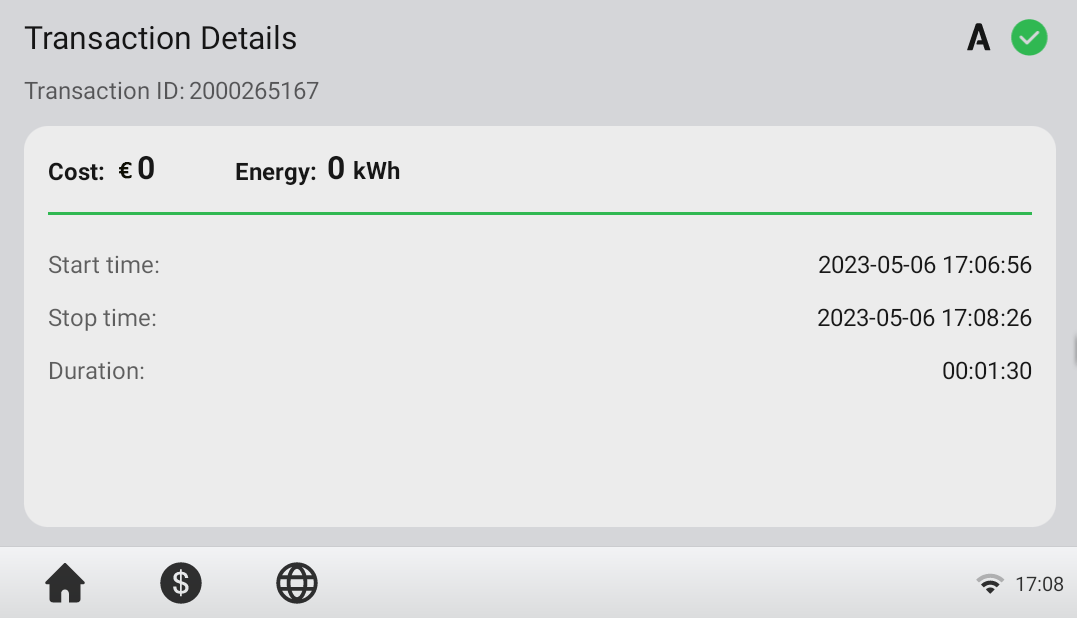 Transaction Details A
Transaction ID: 2000265167
Cost: € 0 Energy: 0 kWh
Start time: 2023-05-06 17:06:56
Stop time: 2023-05-06 17:08:26
Duration: 00:01:30
$ 17:08